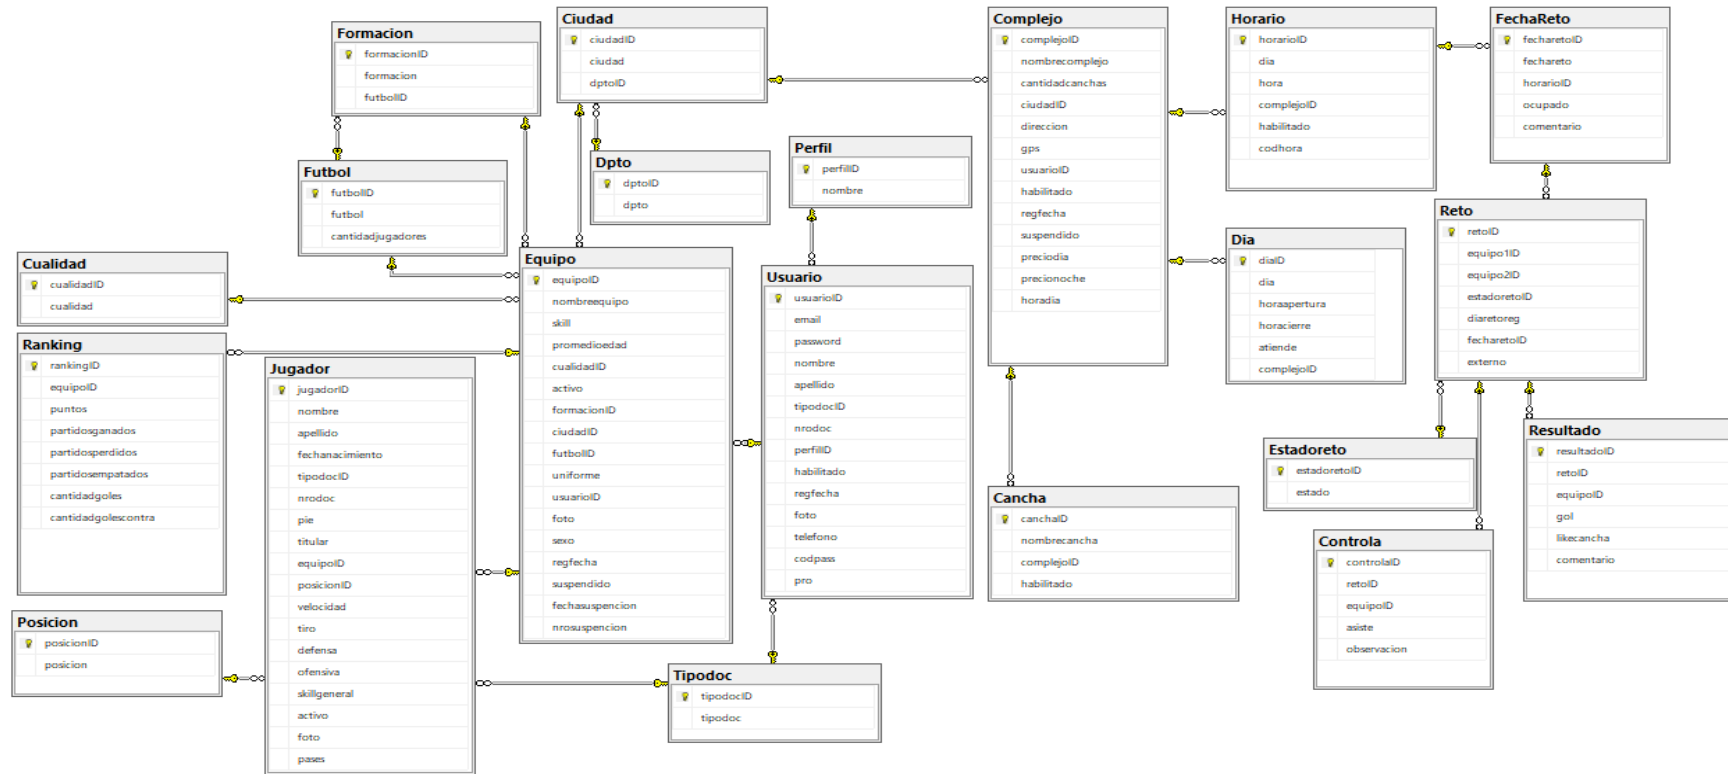 Formacion
formacionID
formacion
futbolID
Ciudad
ciudadID
ciudad
dptoID
Complejo
complejoID
nombrecomplejo
cantidadcanchas
ciudadID
direccion
gps
usuarioID
habilitado
regfecha
suspendido
preciodia
precionoche
horadia
Horario
horarioID
dia
hora
complejoID
habilitado
codhora
FechaReto
fecharetoID
fechareto
horarioID
ocupado
comentario
Futbol
futbolID
futbol
cantidadjugadores
Dpto
dptoID
dpto
Perfil
perfilID
nombre
Cualidad
cualidadID
cualidad
Equipo
equipoID
nombreequipo
skill
promedioedad
cualidadID
activo
formacionID
ciudadID
futbolID
uniforme
usuarioID
foto
sexo
regfecha
suspendido
fechasuspencion
nrosuspencion
Usuario
usuarioID
email
password
nombre
apellido
tipodocID
nrodoc
perfilID
habilitado
regfecha
foto
telefono
codpass
pro
Dia
diaID
dia
horaapertura
horacierre
atiende
complejoID
Reto
retoID
equipo1ID
equipo2ID
estadoretoID
diaretoreg
fecharetoID
externo
Ranking
rankingID
equipoID
puntos
partidosganados
partidosperdidos
partidosempatados
cantidadgoles
cantidadgolescontra
Jugador
jugadorID
nombre
apellido
fechanacimiento
tipodocID
nrodoc
pie
titular
equipoID
posicionID
velocidad
tiro
defensa
ofensiva
skillgeneral
activo
foto
pases
Cancha
canchaID
nombrecancha
complejoID
habilitado
Estadoreto
estadoretoID
estado
Resultado
resultadoID
retoID
equipoID
gol
likecancha
comentario
Controla
controlaID
retoID
equipoID
asiste
observacion
Posicion
posicionID
posicion
Tipodoc
tipodocID
tipodoc